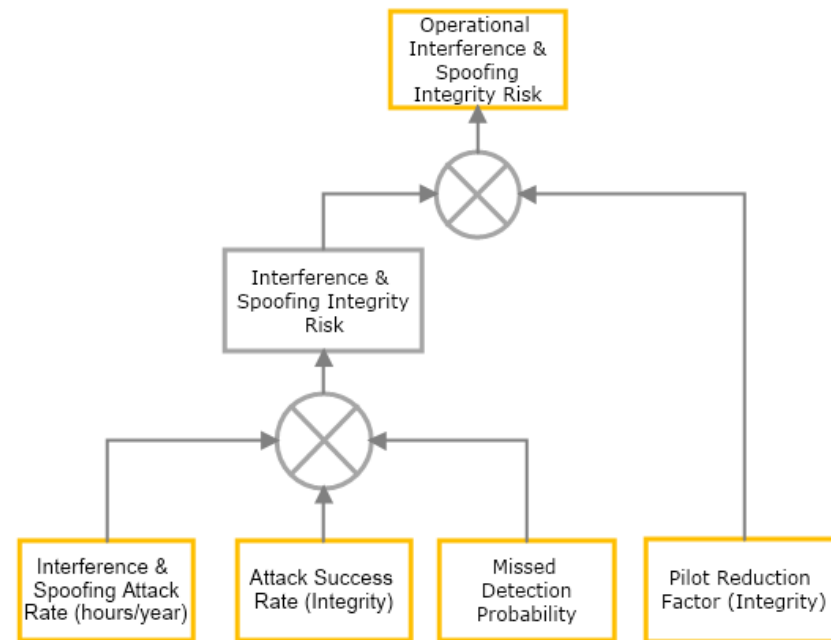 Operational
Interference &
Spoofing
Integrity Risk
Interference &
Spoofing Integrity
Risk
Interference &
Spoofing Attack
Rate (hours/year)
Attack Success
Rate (Integrity)
Missed
Detection
Probability
Pilot Reduction
Factor (Integrity)